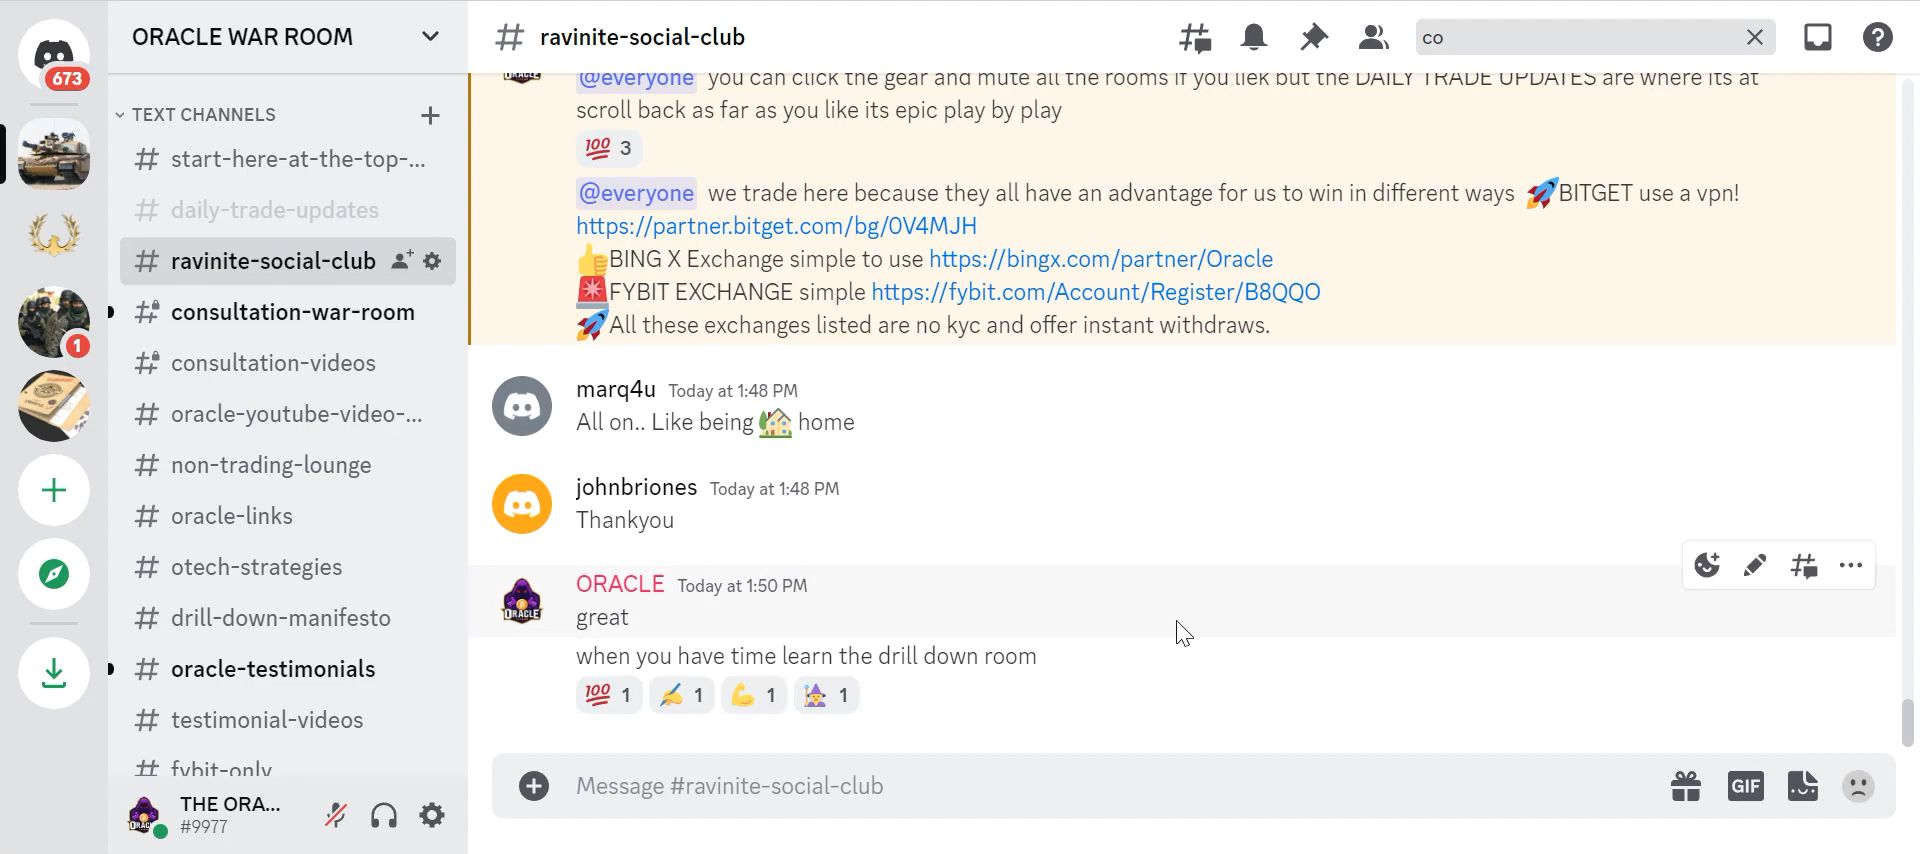 673
1
ORACLE WAR ROOM
TEXT CHANNELS
start-here-at-the-top-...
daily-trade-updates
ravinite-social-club
consultation-war-room
consultation-videos
oracle-youtube-video-...
non-trading-lounge
oracle-links
otech-strategies
drill-down-manifesto
oracle-testimonials
testimonial-videos
fybit-only
THE ORA...
#9977
ravinite-social-club
co
@everyone you can click the gear and mute all the rooms if you liek but the DAILY TRADE UPDATES are where its at
scroll back as far as you like its epic play by play
💯 3
@everyone we trade here because they all have an advantage for us to win in different ways 🚀BITGET use a vpn!
https://partner.bitget.com/bg/0V4MJH
👍BING X Exchange simple to use https://bingx.com/partner/Oracle
🚨FYBIT EXCHANGE simple https://fybit.com/Account/Register/B8QQO
🚀All these exchanges listed are no kyc and offer instant withdraws.
marq4u Today at 1:48 PM
All on.. Like being 🏡 home
johnbriones Today at 1:48 PM
Thankyou
ORACLE Today at 1:50 PM
ORACLE
great
when you have time learn the drill down room
💯 1 ✍ 1 💪 1 🧙 1
Message #ravinite-social-club
GIF